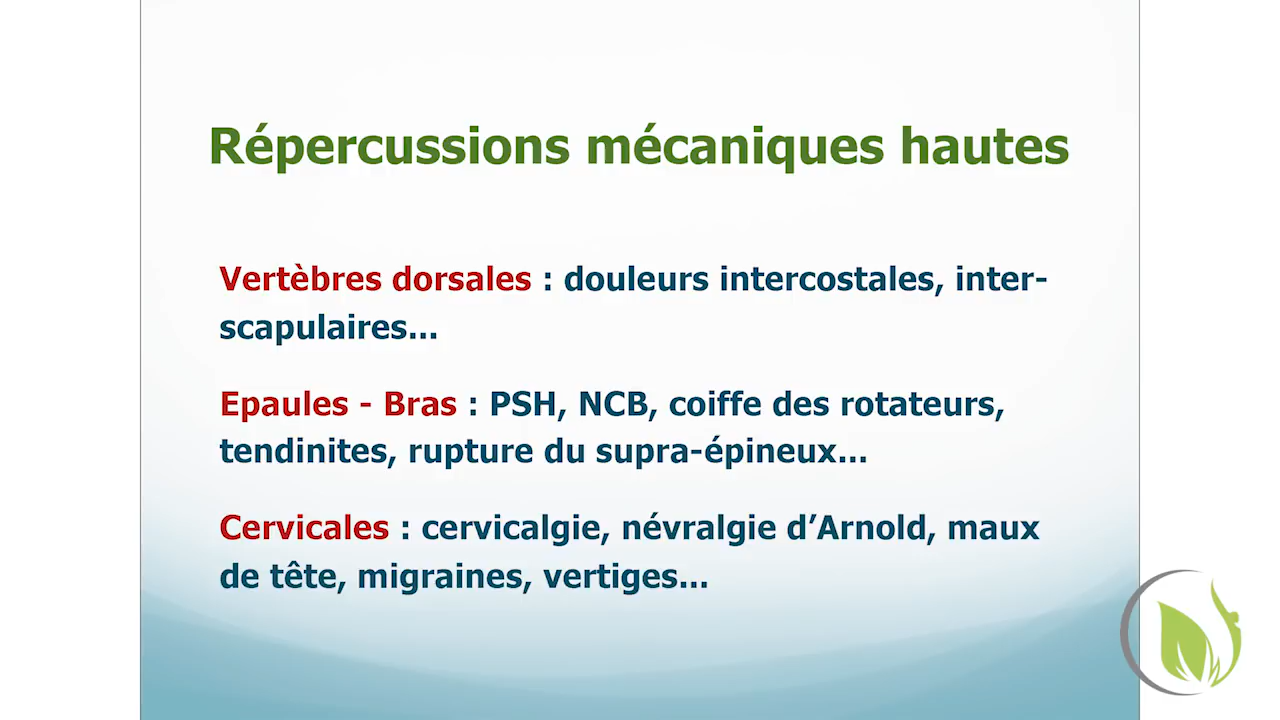 Répercussions mécaniques hautes
Vertèbres dorsales : douleurs intercostales, inter-
scapulaires...
Epaules - Bras : PSH, NCB, coiffe des rotateurs,
tendinites, rupture du supra-épineux...
Cervicales : cervicalgie, névralgie d’Arnold, maux
de tête, migraines, vertiges...